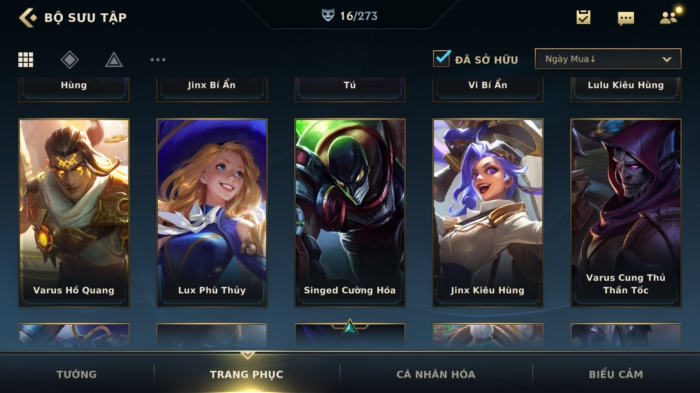 BỘ SƯU TẬP
16/273
ĐÃ SỞ HỮU
Ngày Mua↓
Hùng
Jinx Bí Ẩn
Tú
Vi Bí Ẩn
Lulu Kiêu Hùng
Varus Hồ Quang
Lux Phù Thủy
Singed Cường Hóa
Jinx Kiêu Hùng
Varus Cung Thủ
Thần Tốc
TƯỚNG
TRANG PHỤC
CÁ NHÂN HÓA
BIỂU CẢM